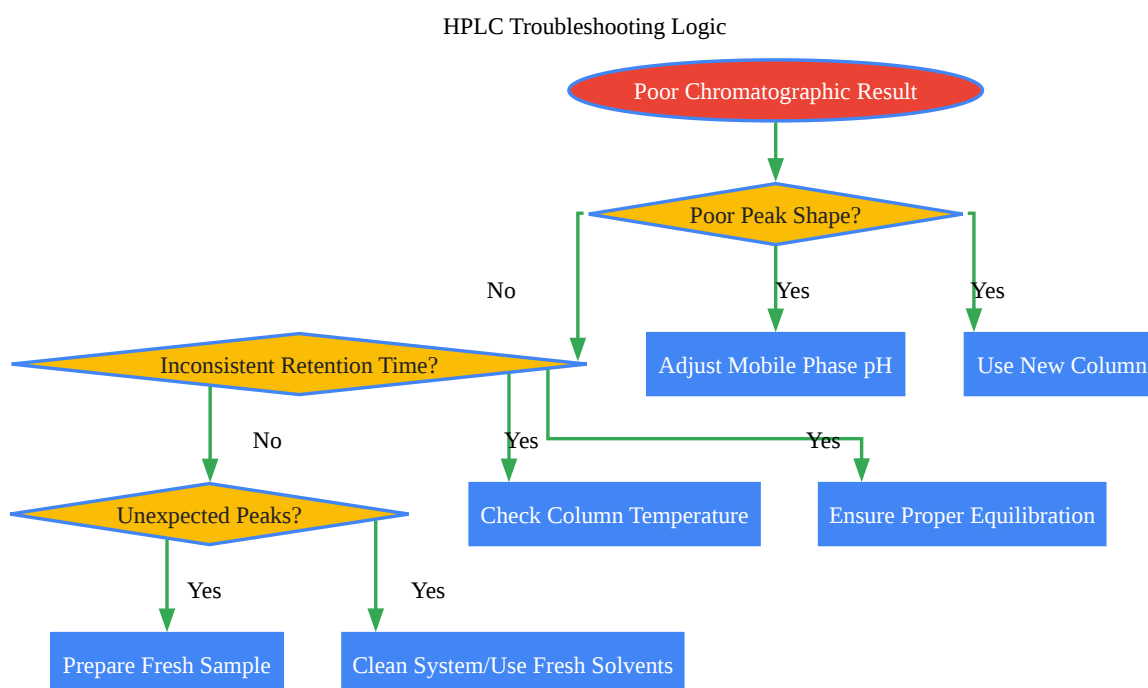 HPLC Troubleshooting Logic
Poor Chromatographic Result
Poor Peak Shape?
No
Yes
Yes
Inconsistent Retention Time?
Adjust Mobile Phase pH
Use New Column
No
Yes
Yes
Unexpected Peaks?
Check Column Temperature
Ensure Proper Equilibration
Yes
Yes
Prepare Fresh Sample
Clean System/Use Fresh Solvents